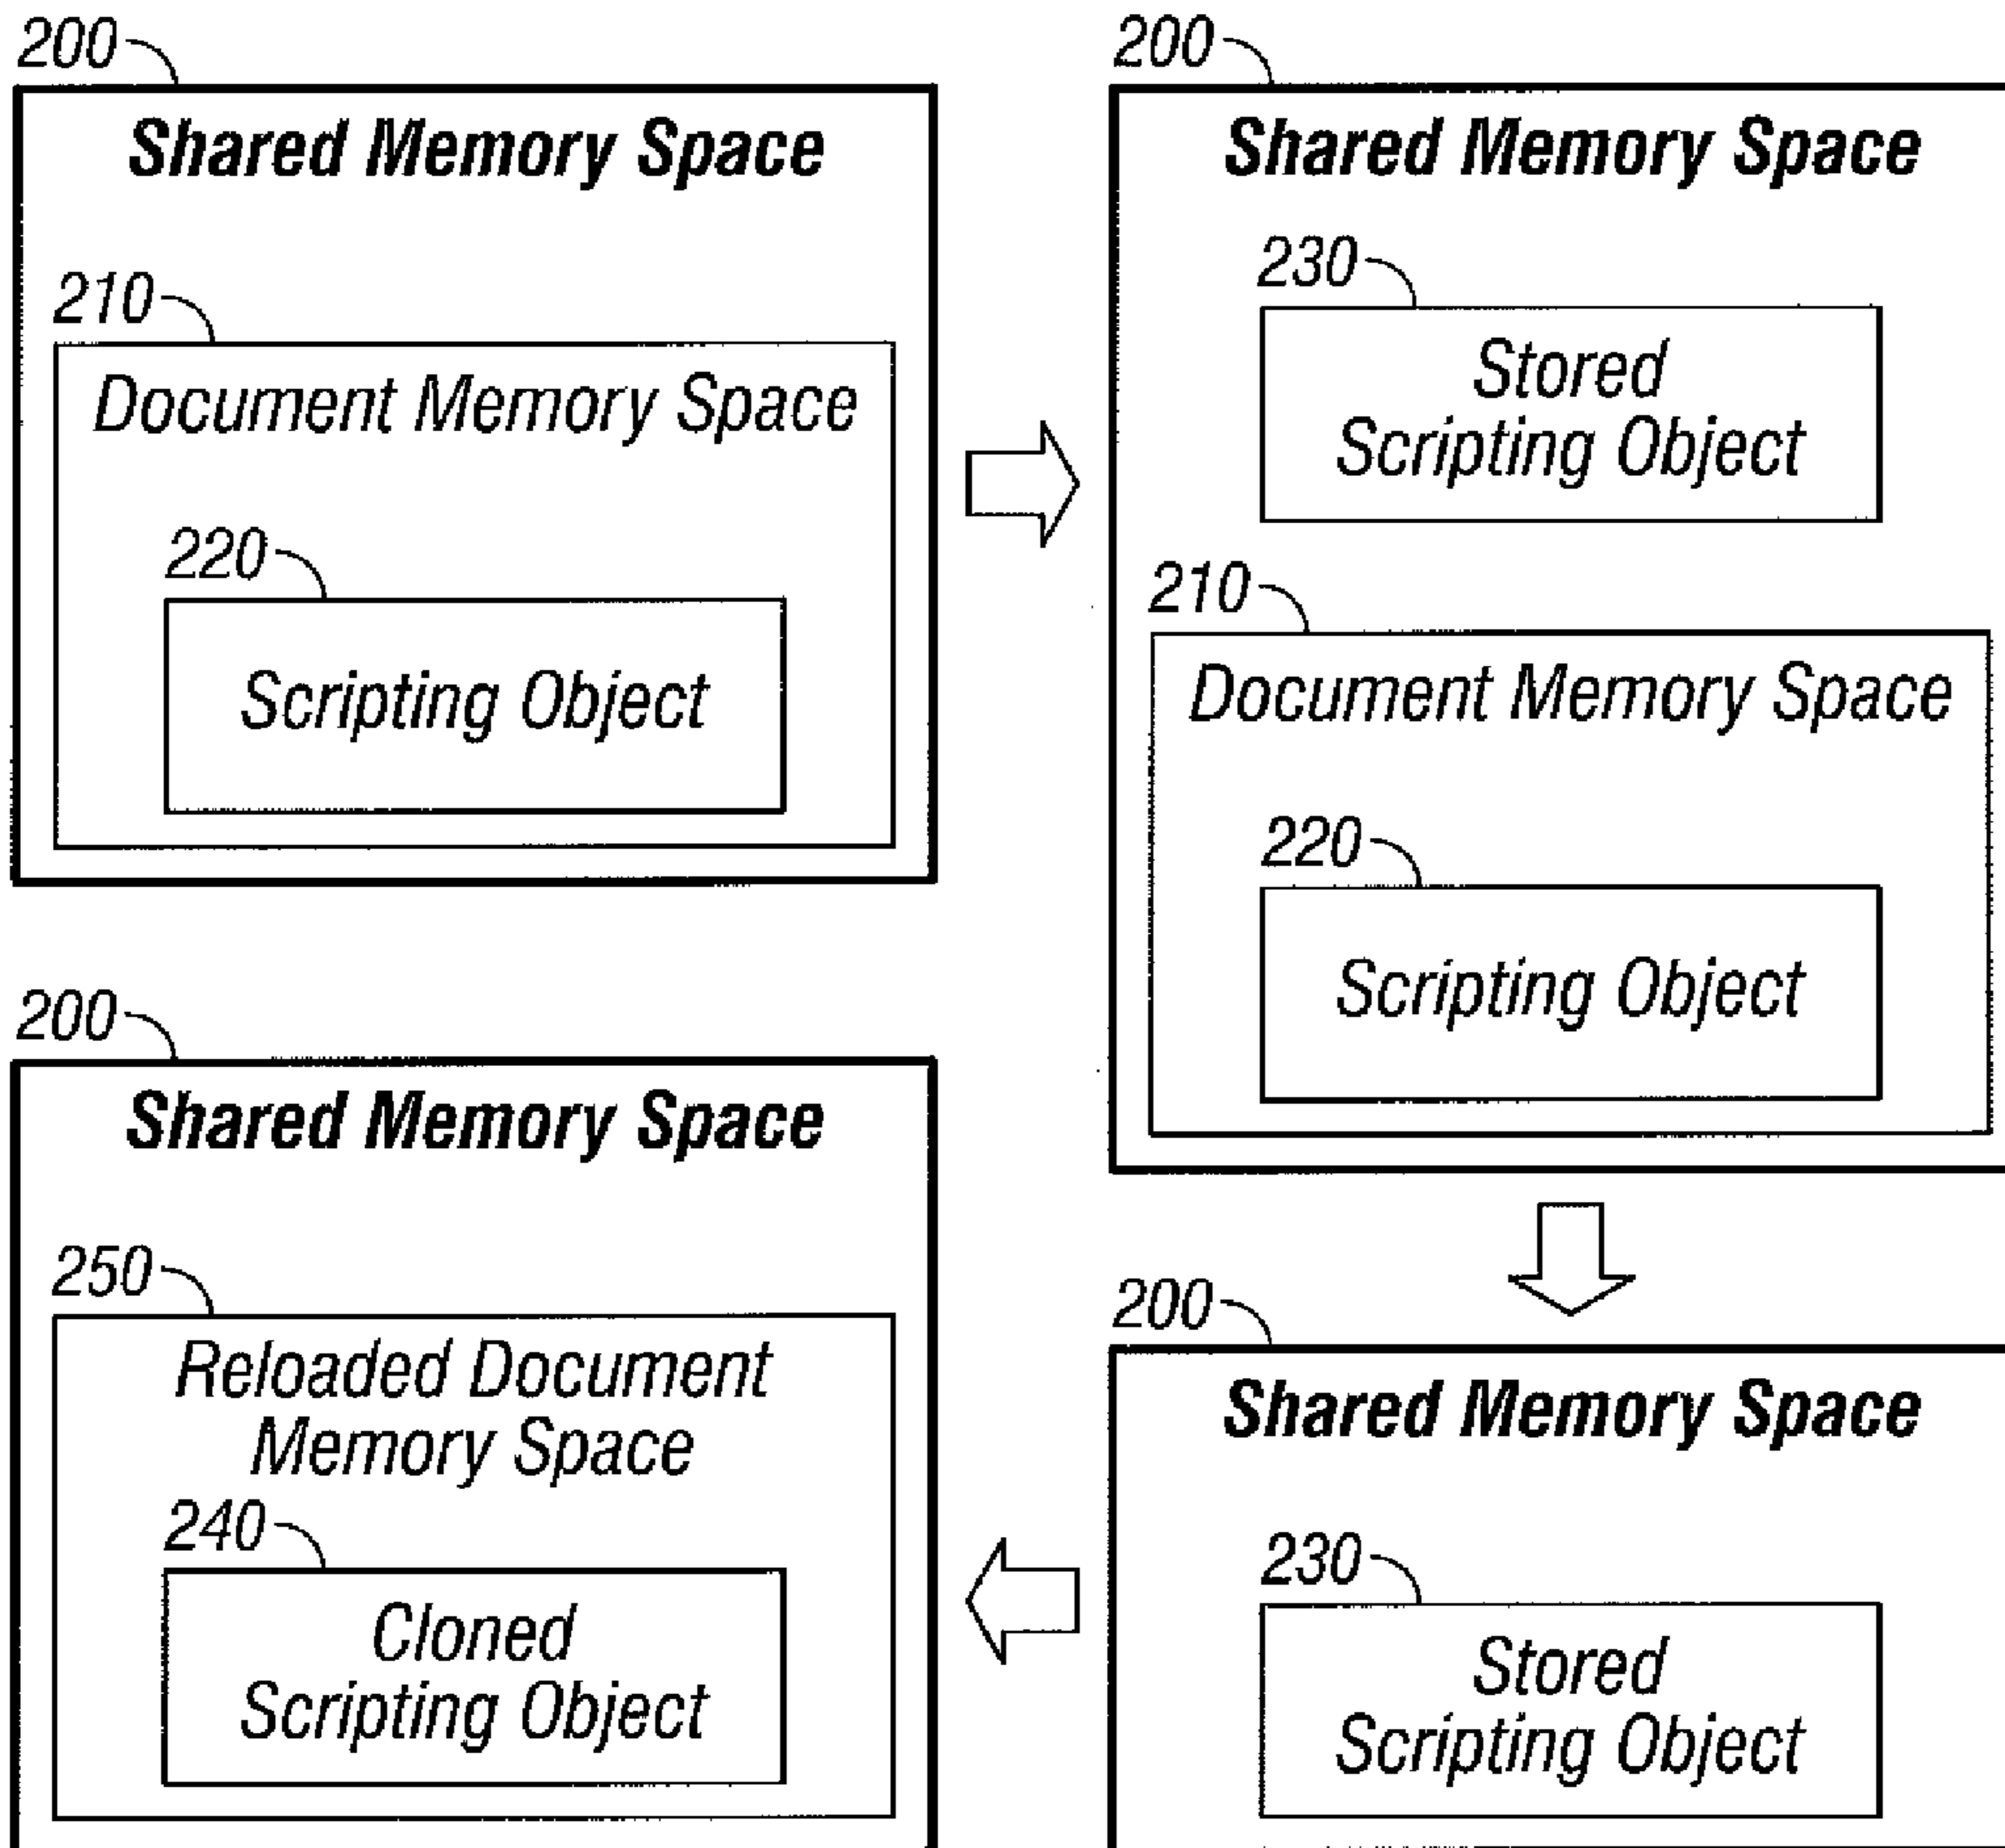 200
Shared Memory Space
210
Document Memory Space
220
Scripting Object
200
Shared Memory Space
230
Stored
Scripting Object
210
Document Memory Space
220
Scripting Object
200
Shared Memory Space
230
Stored
Scripting Object
200
Shared Memory Space
250
Reloaded Document
Memory Space
240
Cloned
Scripting Object